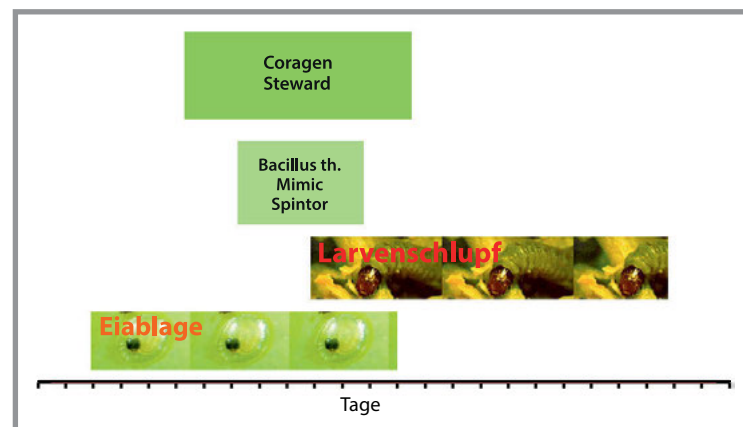 Coragen
Steward
Bacillus th.
Mimic
Spintor
Larvenschlupf
Eiablage
Tage